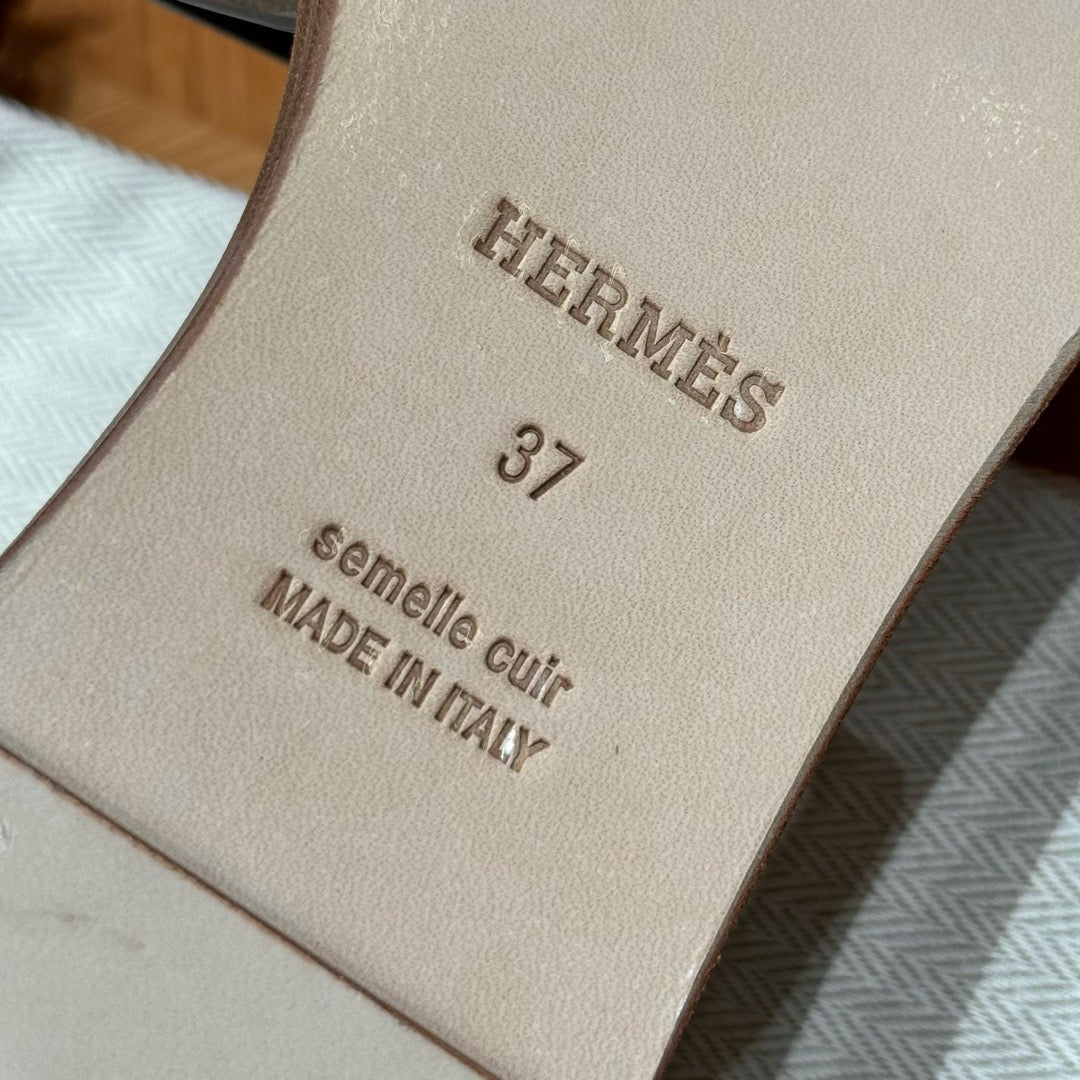 HERMÈS
37
semelle cuir
MADE IN ITALY